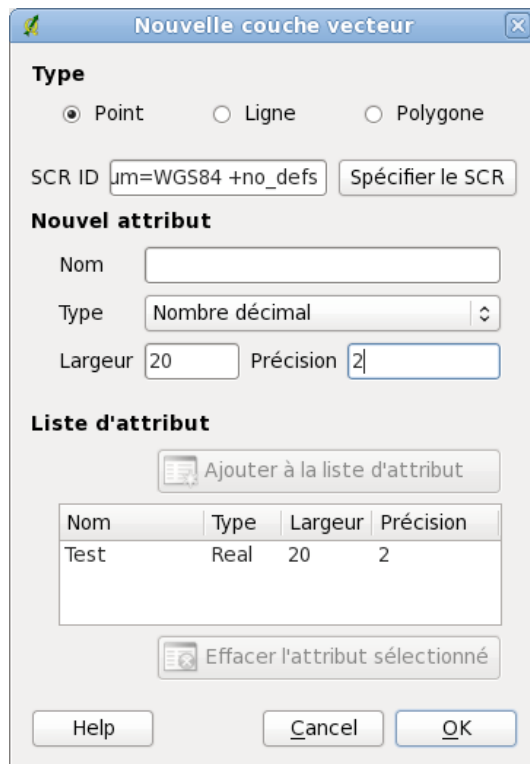 Nouvelle couche vecteur
Type
Point Ligne Polygone
SCR ID um=WGS84 +no_defs Spécifier le SCR
Nouvel attribut
Nom
Type Nombre décimal
Largeur 20 Précision 2
Liste d'attribut
Ajouter à la liste d'attribut
Nom Type Largeur Précision
Test Real 20 2
Effacer l'attribut sélectionné
Help Cancel OK